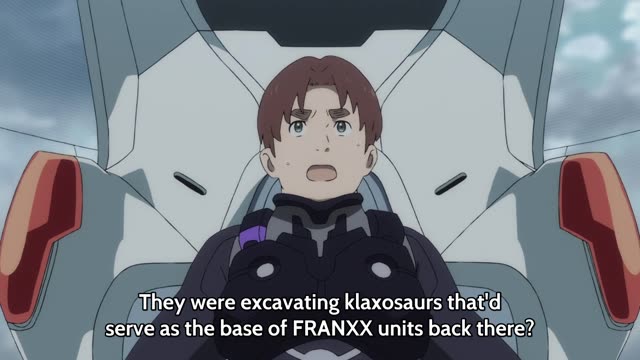 They were excavating klaxosaurs that'd
serve as the base of FRANXX units back there?